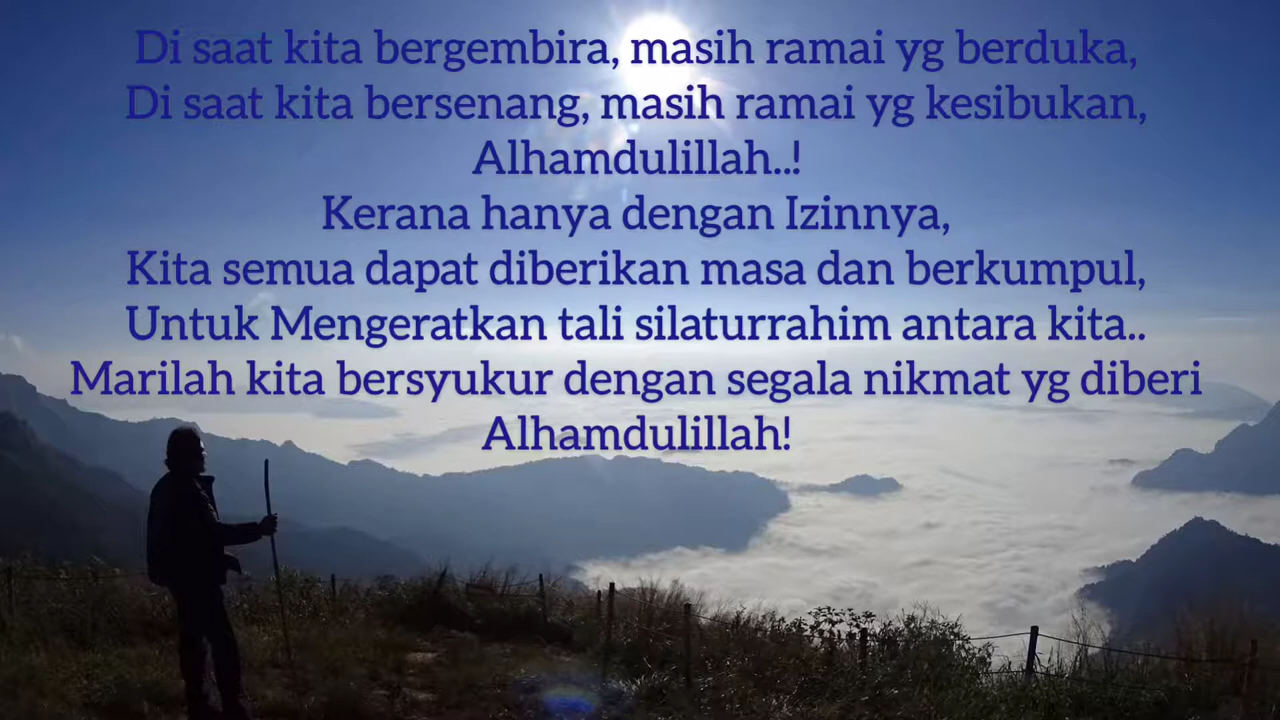 Di saat kita bergembira, masih ramai yg berduka,
Di saat kita bersenang, masih ramai yg kesibukan,
Alhamdulillah..!
Kerana hanya dengan Izinnya,
Kita semua dapat diberikan masa dan berkumpul,
Untuk Mengeratkan tali silaturrahim antara kita..
Marilah kita bersyukur dengan segala nikmat yg diberi
Alhamdulillah!